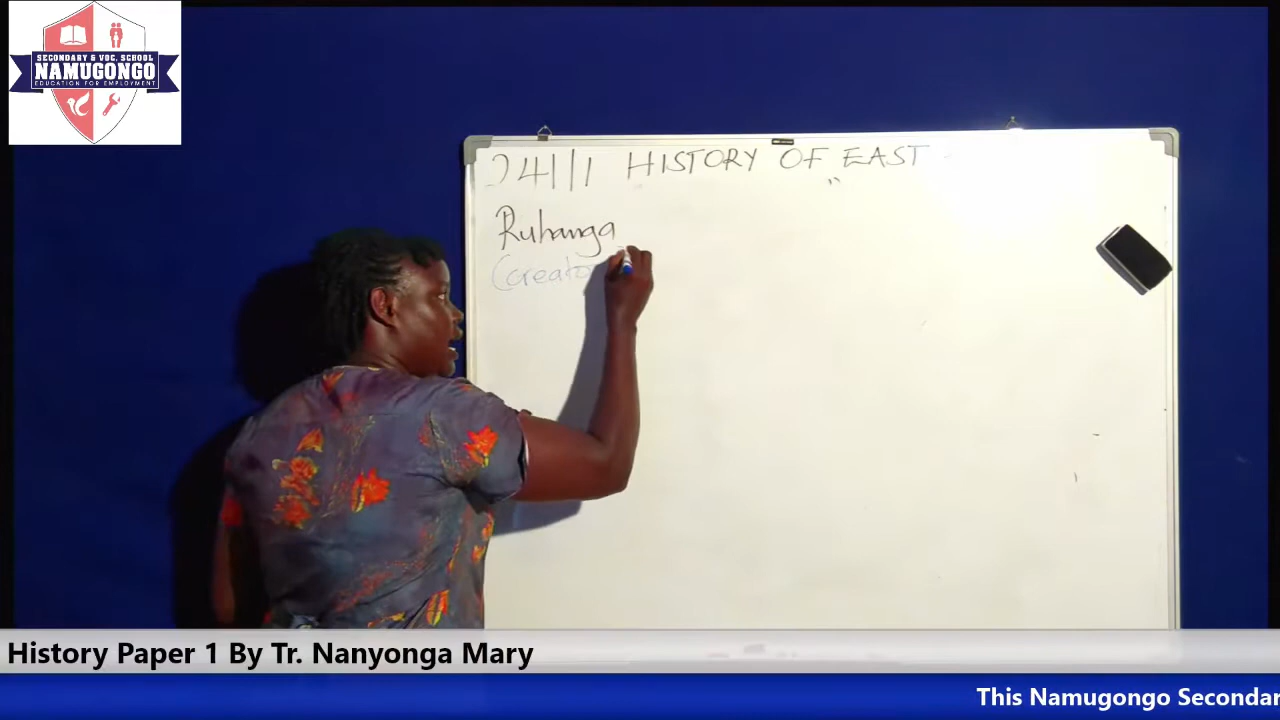 SECONDARY & VOC. SCHOOL
NAMUGONGO
EDUCATION FOR EMPLOYMENT
241/1 HISTORY OF EAST
"
Ruhanga
(creato
History Paper 1 By Tr. Nanyonga Mary
This Namugongo Secondar